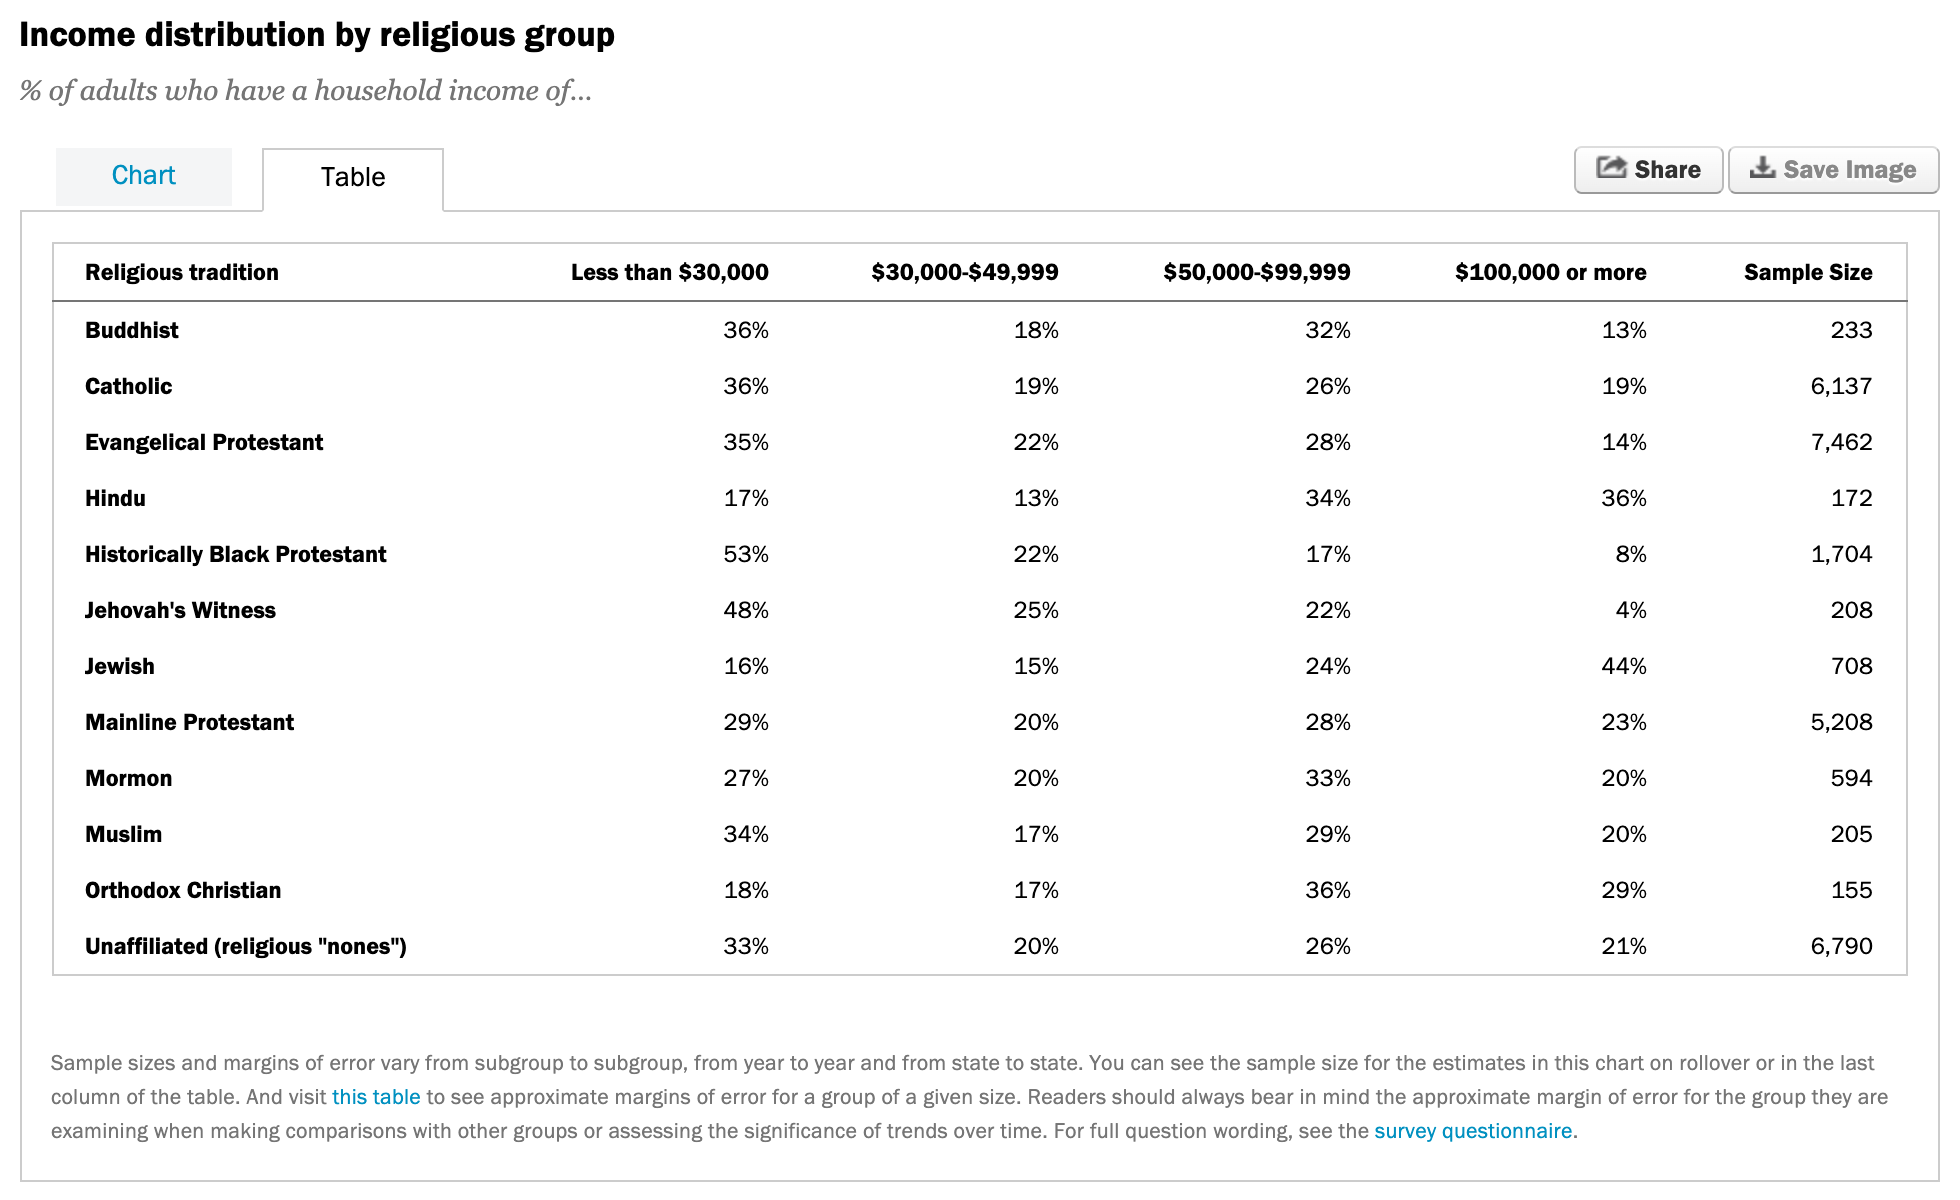 Income distribution by religious group
% of adults who have a household income of...
Chart Table Share Save Image
Religious tradition Less than $30,000 $30,000-$49,999 $50,000-$99,999 $100,000 or more Sample Size
Buddhist 36% 18% 32% 13% 233
Catholic 36% 19% 26% 19% 6,137
Evangelical Protestant 35% 22% 28% 14% 7,462
Hindu 17% 13% 34% 36% 172
Historically Black Protestant 53% 22% 17% 8% 1,704
Jehovah's Witness 48% 25% 22% 4% 208
Jewish 16% 15% 24% 44% 708
Mainline Protestant 29% 20% 28% 23% 5,208
Mormon 27% 20% 33% 20% 594
Muslim 34% 17% 29% 20% 205
Orthodox Christian 18% 17% 36% 29% 155
Unaffiliated (religious "nones") 33% 20% 26% 21% 6,790
Sample sizes and margins of error vary from subgroup to subgroup, from year to year and from state to state. You can see the sample size for the estimates in this chart on rollover or in the last
column of the table. And visit this table to see approximate margins of error for a group of a given size. Readers should always bear in mind the approximate margin of error for the group they are
examining when making comparisons with other groups or assessing the significance of trends over time. For full question wording, see the survey questionnaire.